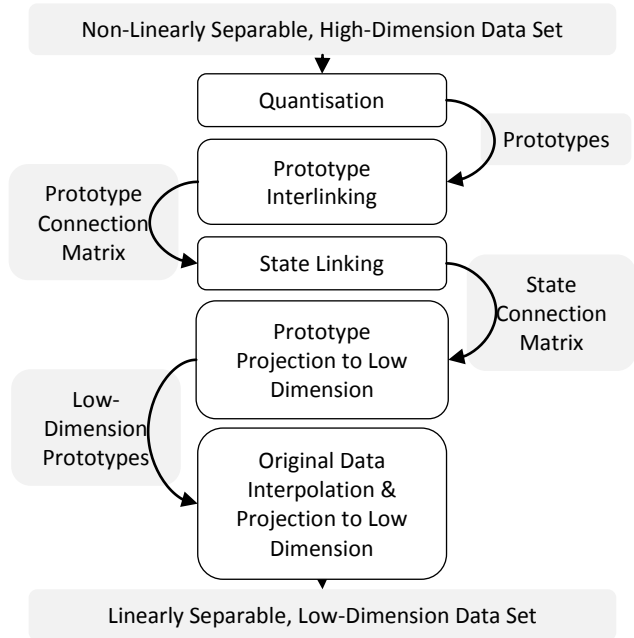 Non-Linearly Separable, High-Dimension Data Set
Quantisation
Prototypes
Prototype
Interlinking
Prototype
Connection
Matrix
State Linking
State
Connection
Matrix
Prototype
Projection to Low
Dimension
Low-
Dimension
Prototypes
Original Data
Interpolation &
Projection to Low
Dimension
Linearly Separable, Low-Dimension Data Set